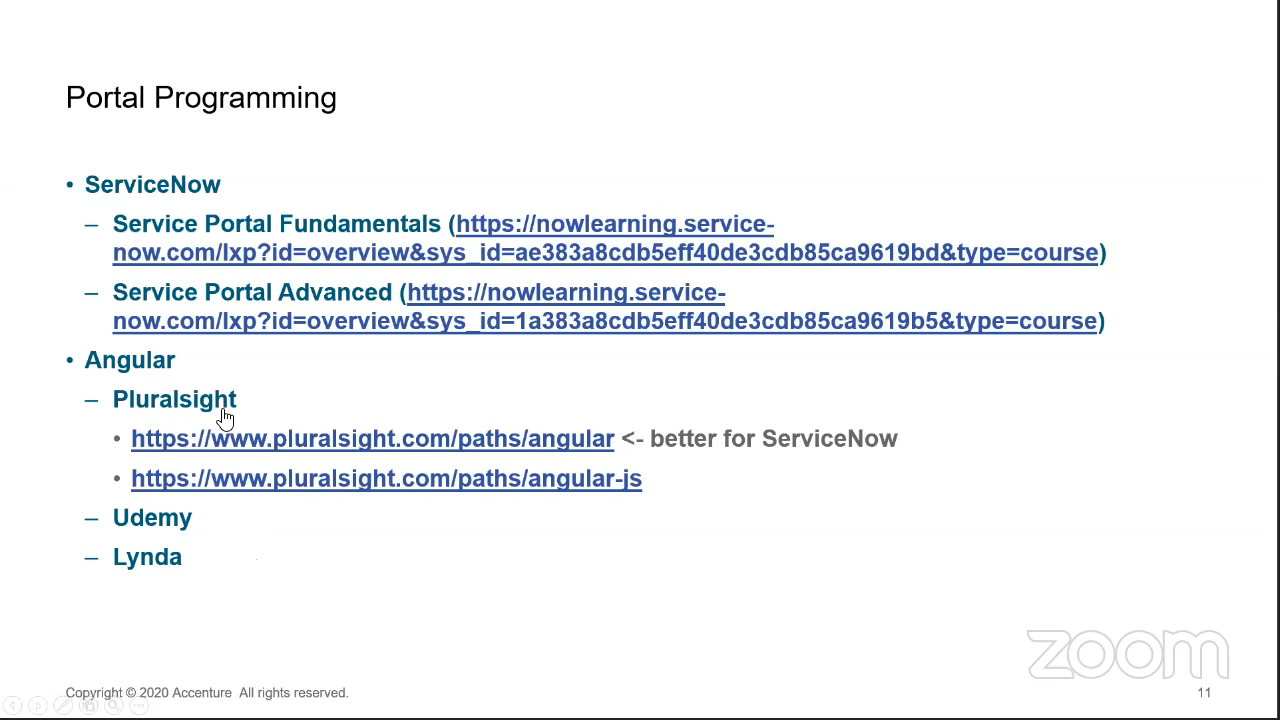 Portal Programming
• ServiceNow
– Service Portal Fundamentals (https://nowlearning.service-
now.com/lxp?id=overview&sys_id=ae383a8cdb5eff40de3cdb85ca9619bd&type=course)
– Service Portal Advanced (https://nowlearning.service-
now.com/lxp?id=overview&sys_id=1a383a8cdb5eff40de3cdb85ca9619b5&type=course)
• Angular
– Pluralsight
• https://www.pluralsight.com/paths/angular <- better for ServiceNow
• https://www.pluralsight.com/paths/angular-js
– Udemy
– Lynda
zoom
Copyright © 2020 Accenture  All rights reserved.
11